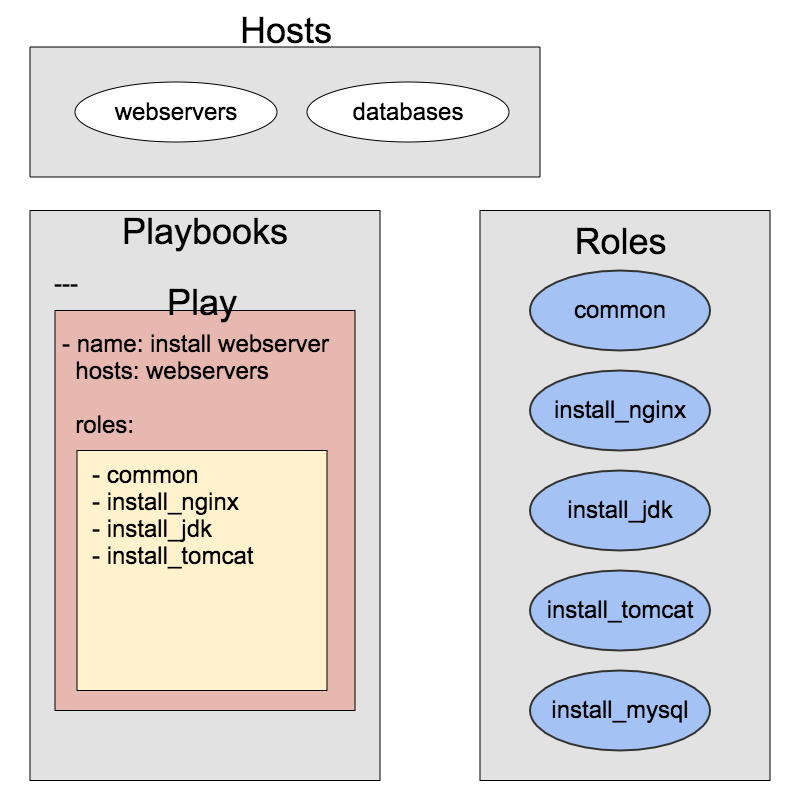 Hosts
webservers
databases
Playbooks
---
Play
- name: install webserver
hosts: webservers
roles:
- common
- install_nginx
- install_jdk
- install_tomcat
Roles
common
install_nginx
install_jdk
install_tomcat
install_mysql